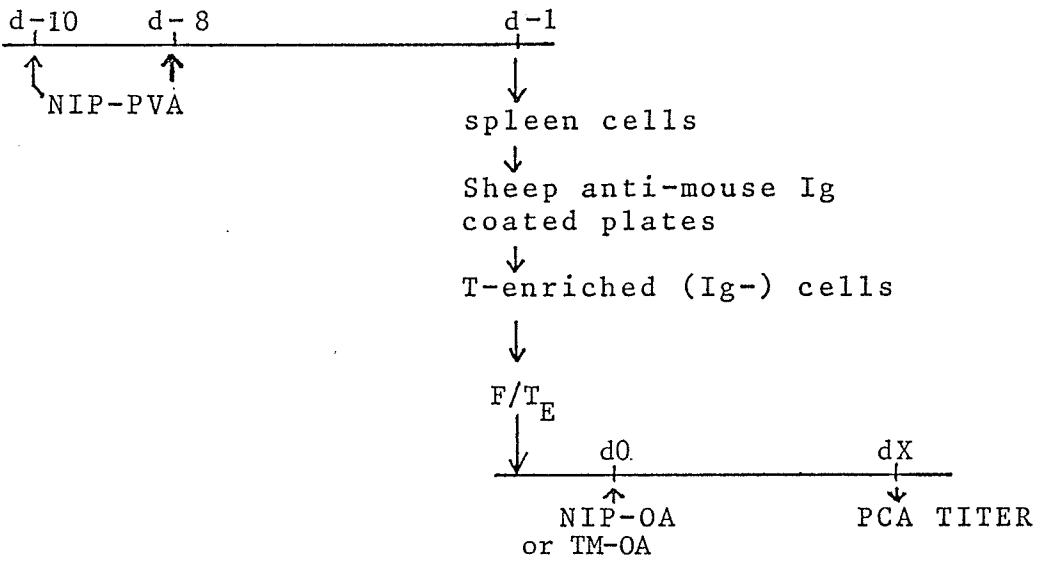 d-10 d-8 d-1
NIP-PVA
spleen cells
Sheep anti-mouse Ig
coated plates
T-enriched (Ig-) cells
F/TE
d0. dX
NIP-OA PCA TITER
or TM-OA